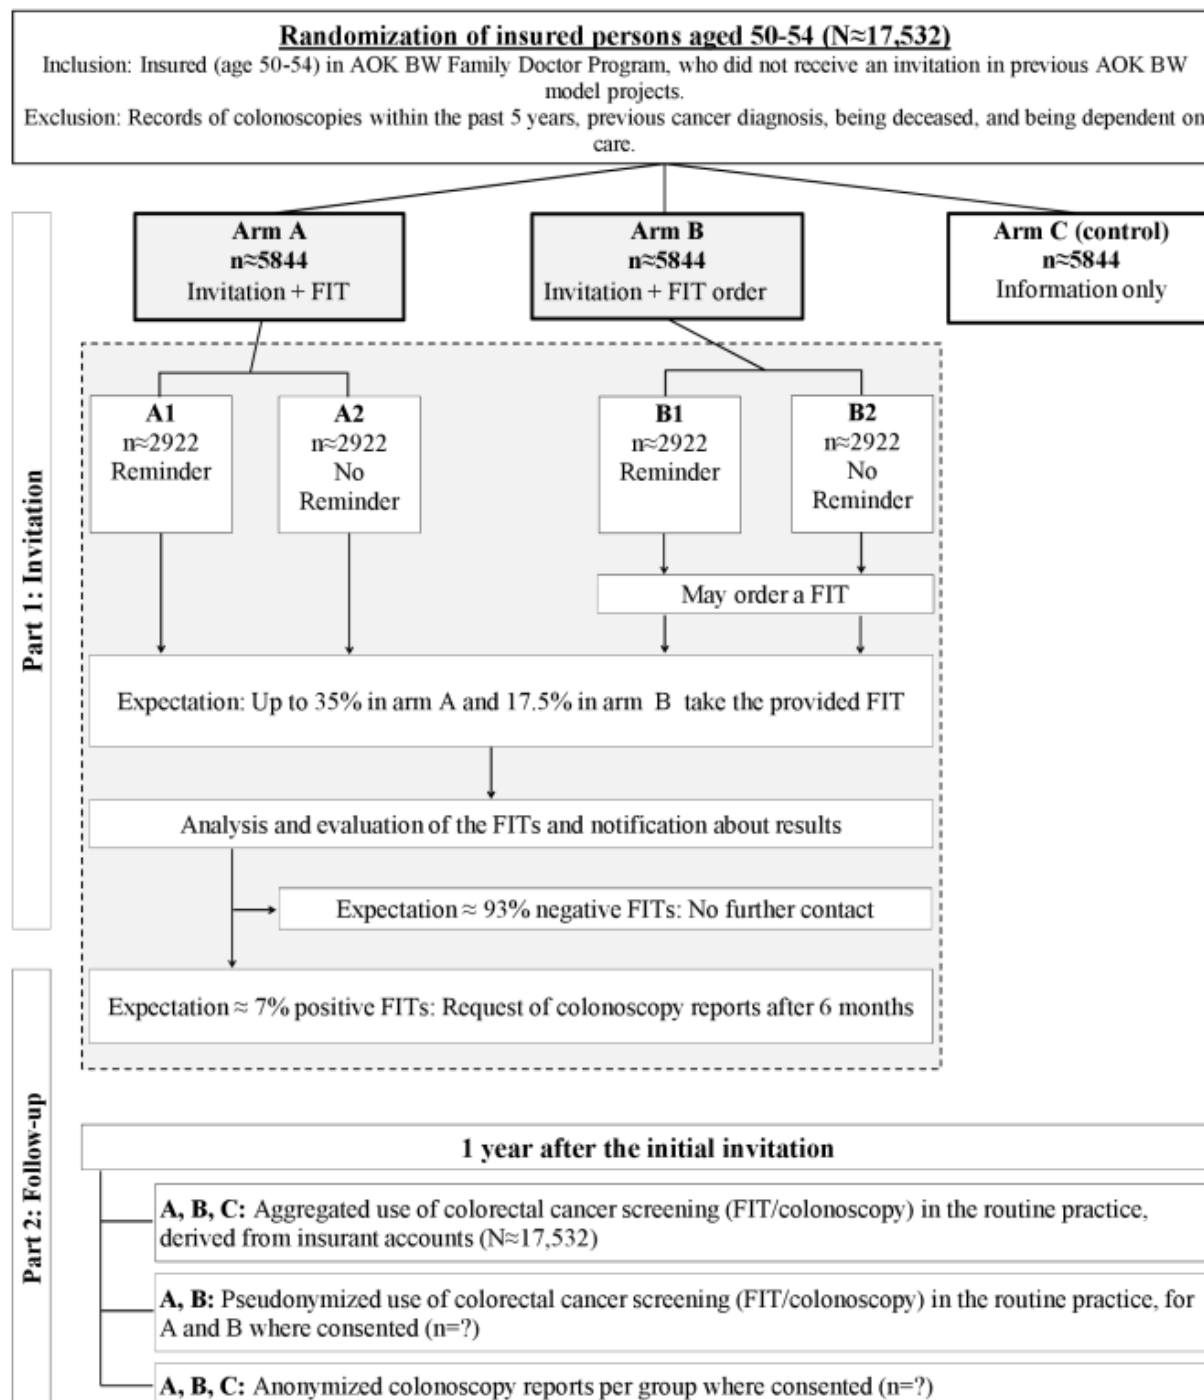 Randomization of insured persons aged 50-54 (N≈17,532)
Inclusion: Insured (age 50-54) in AOK BW Family Doctor Program, who did not receive an invitation in previous AOK BW
model projects.
Exclusion: Records of colonoscopies within the past 5 years, previous cancer diagnosis, being deceased, and being dependent on
care.
Arm A
n≈5844
Invitation + FIT
Arm B
n≈5844
Invitation + FIT order
Arm C (control)
n≈5844
Information only
Part 1: Invitation
A1
n≈2922
Reminder
A2
n≈2922
No
Reminder
B1
n≈2922
Reminder
B2
n≈2922
No
Reminder
May order a FIT
Expectation: Up to 35% in arm A and 17.5% in arm B take the provided FIT
Analysis and evaluation of the FITs and notification about results
Expectation ≈ 93% negative FITs: No further contact
Expectation ≈ 7% positive FITs: Request of colonoscopy reports after 6 months
Part 2: Follow-up
1 year after the initial invitation
A, B, C: Aggregated use of colorectal cancer screening (FIT/colonoscopy) in the routine practice,
derived from insurant accounts (N≈17,532)
A, B: Pseudonymized use of colorectal cancer screening (FIT/colonoscopy) in the routine practice, for
A and B where consented (n=?)
A, B, C: Anonymized colonoscopy reports per group where consented (n=?)